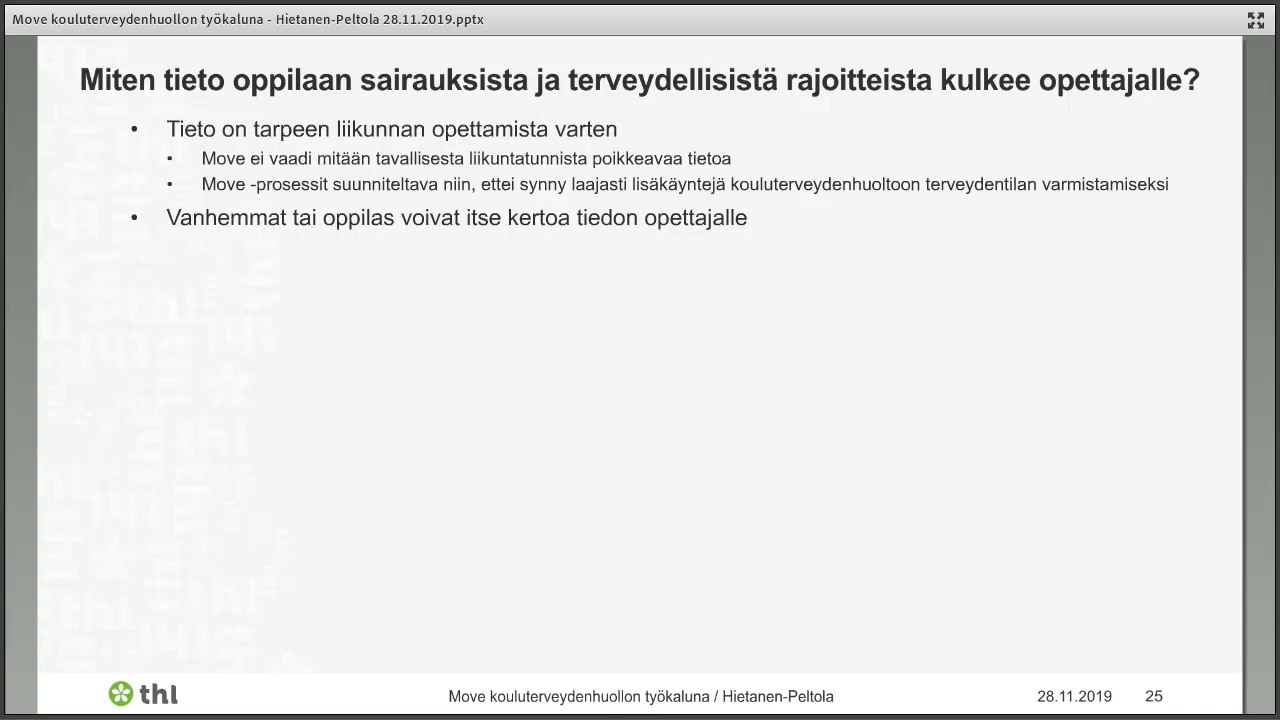 Move kouluterveydenhuollon työkaluna - Hietanen-Peltola 28.11.2019.pptx
Miten tieto oppilaan sairauksista ja terveydellisistä rajoitteista kulkee opettajalle?
• Tieto on tarpeen liikunnan opettamista varten
• Move ei vaadi mitään tavallisesta liikuntatunnista poikkeavaa tietoa
• Move -prosessit suunniteltava niin, ettei synny laajasti lisäkäyntejä kouluterveydenhuoltoon terveydentilan varmistamiseksi
• Vanhemmat tai oppilas voivat itse kertoa tiedon opettajalle
thl
Move kouluterveydenhuollon työkaluna / Hietanen-Peltola
28.11.2019
25